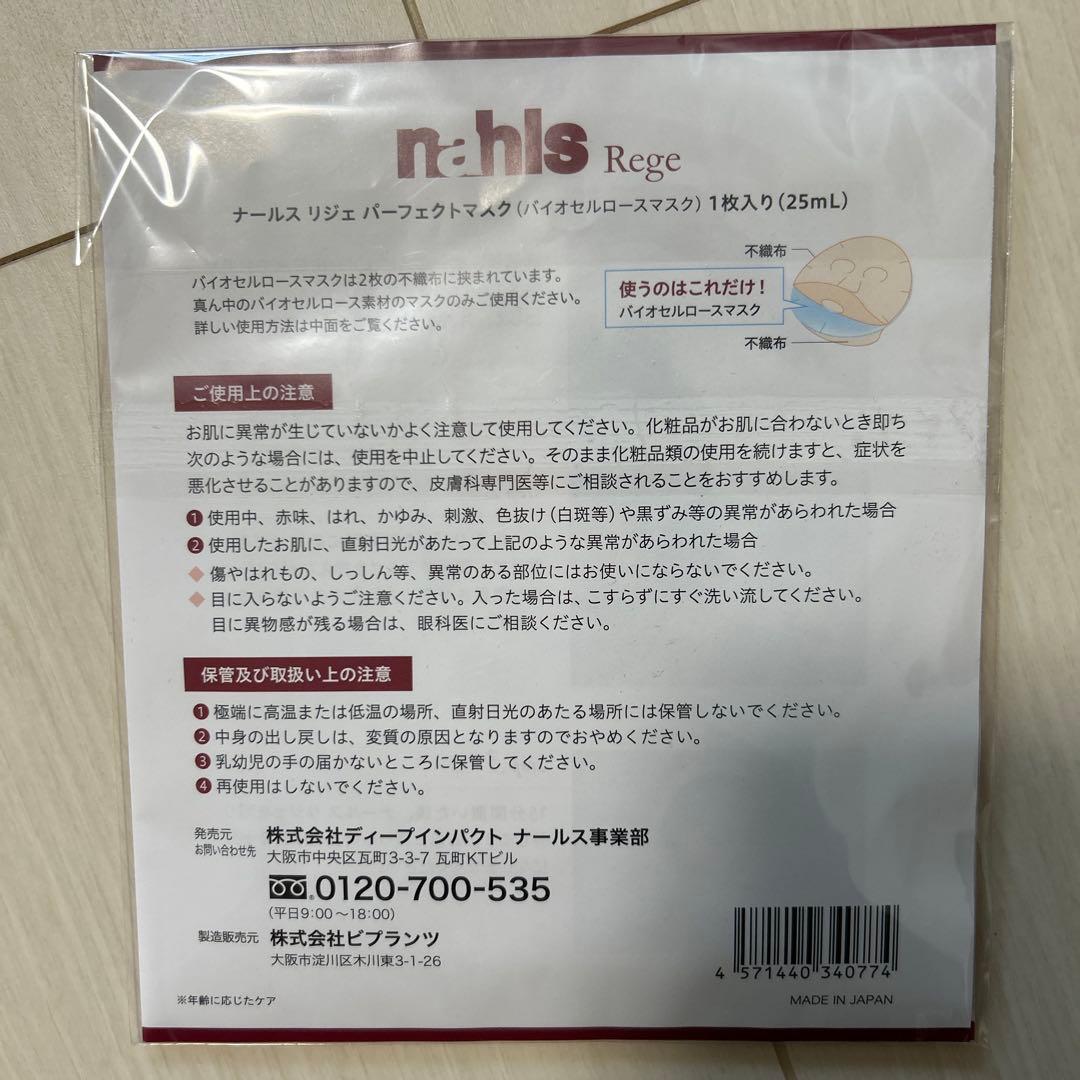 nahls Rege
ナールス リジェ パーフェクトマスク（バイオセルロースマスク）1枚入り（25mL）
バイオセルロースマスクは2枚の不織布に挟まれています。
真ん中のバイオセルロース素材のマスクのみご使用ください。
詳しい使用方法は中面をご覧ください。
不織布
使うのはこれだけ！
バイオセルロースマスク
不織布
ご使用上の注意
お肌に異常が生じていないかよく注意して使用してください。化粧品がお肌に合わないとき即ち
次のような場合には、使用を中止してください。そのまま化粧品類の使用を続けますと、症状を
悪化させることがありますので、皮膚科専門医等にご相談されることをおすすめします。
❶使用中、赤味、はれ、かゆみ、刺激、色抜け（白斑等）や黒ずみ等の異常があらわれた場合
❷使用したお肌に、直射日光があたって上記のような異常があらわれた場合
◆傷やはれもの、しっしん等、異常のある部位にはお使いにならないでください。
◆目に入らないようご注意ください。入った場合は、こすらずにすぐ洗い流してください。
目に異物感が残る場合は、眼科医にご相談ください。
保管及び取扱い上の注意
❶極端に高温または低温の場所、直射日光のあたる場所には保管しないでください。
❷中身の出し戻しは、変質の原因となりますのでおやめください。
❸乳幼児の手の届かないところに保管してください。
❹再使用はしないでください。
発売元 株式会社ディープインパクト ナールス事業部
お問い合わせ先 大阪市中央区瓦町3-3-7 瓦町KTビル
0120-700-535
（平日9:00～18:00）
製造販売元 株式会社ビプランツ
大阪市淀川区木川東3-1-26
4 571440 340774
※年齢に応じたケア
MADE IN JAPAN